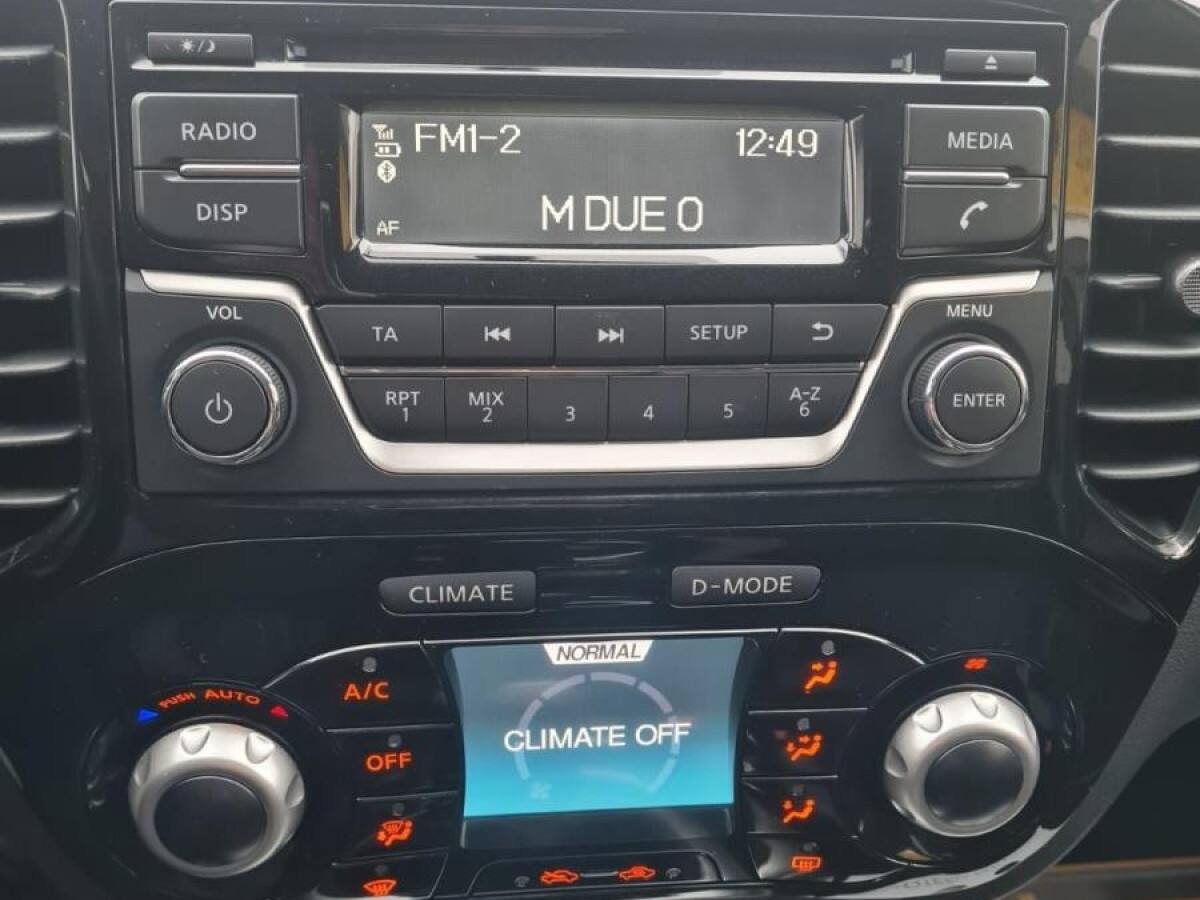 RADIO
FM1-2 12:49
MEDIA
DISP
AF
M DUE 0
VOL
MENU
TA
SETUP
RPT
1
MIX
2
3
4
5
A-Z
6
ENTER
CLIMATE
D-MODE
NORMAL
PUSH AUTO
A/C
CLIMATE OFF
OFF